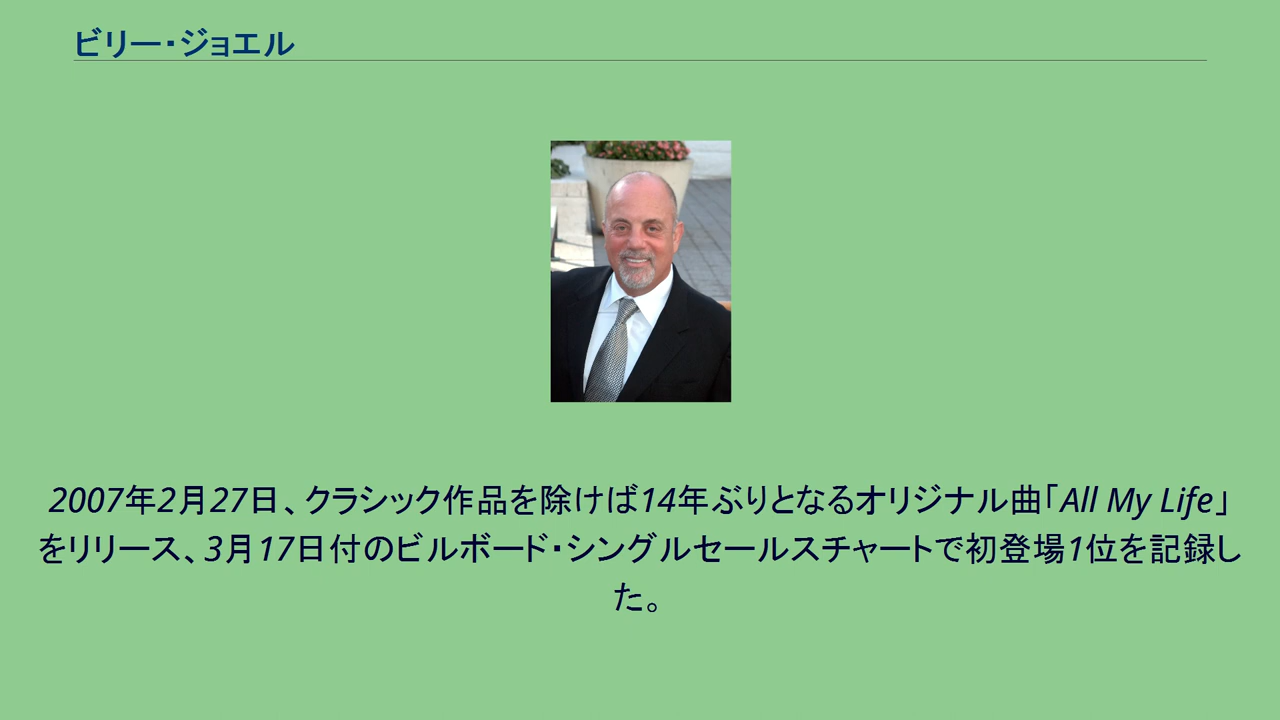 ビリー・ジョエル
2007年2月27日、クラシック作品を除けば14年ぶりとなるオリジナル曲「All My Life」
をリリース、3月17日付のビルボード・シングルセールスチャートで初登場1位を記録し
た。